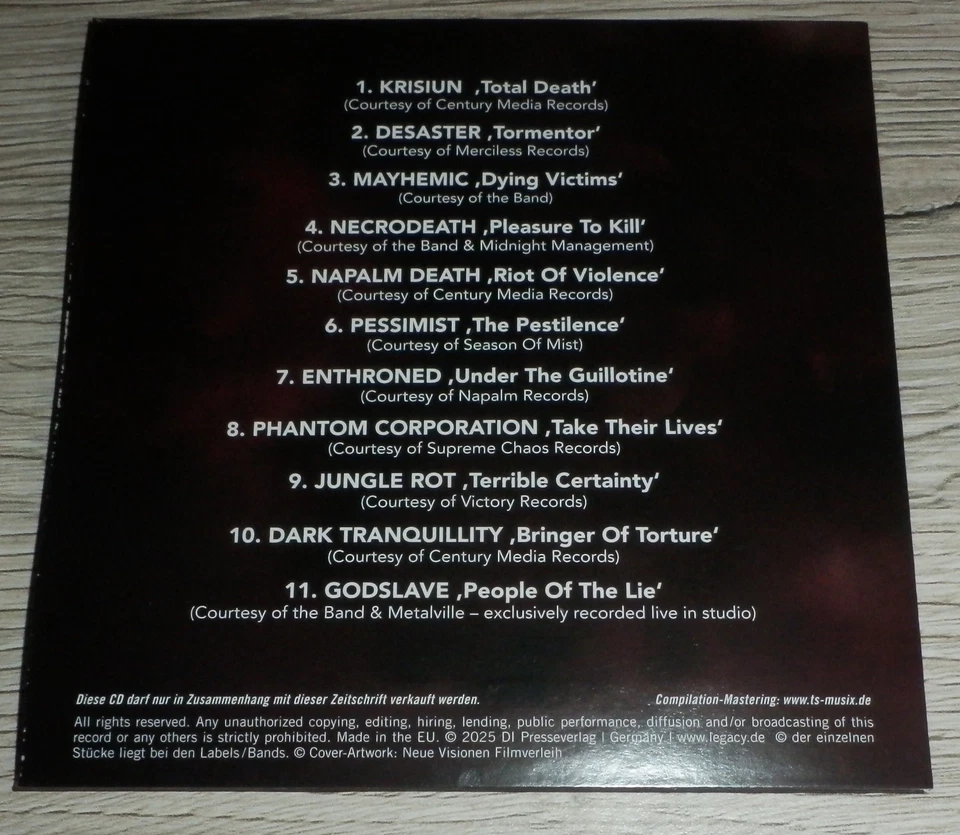 1. KRISIUN ‚Total Death‘
(Courtesy of Century Media Records)
2. DESASTER ‚Tormentor‘
(Courtesy of Merciless Records)
3. MAYHEMIC ‚Dying Victims‘
(Courtesy of the Band)
4. NECRODEATH ‚Pleasure To Kill‘
(Courtesy of the Band & Midnight Management)
5. NAPALM DEATH ‚Riot Of Violence‘
(Courtesy of Century Media Records)
6. PESSIMIST ‚The Pestilence‘
(Courtesy of Season Of Mist)
7. ENTHRONED ‚Under The Guillotine‘
(Courtesy of Napalm Records)
8. PHANTOM CORPORATION ‚Take Their Lives‘
(Courtesy of Supreme Chaos Records)
9. JUNGLE ROT ‚Terrible Certainty‘
(Courtesy of Victory Records)
10. DARK TRANQUILLITY ‚Bringer Of Torture‘
(Courtesy of Century Media Records)
11. GODSLAVE ‚People Of The Lie‘
(Courtesy of the Band & Metalville – exclusively recorded live in studio)
Diese CD darf nur in Zusammenhang mit dieser Zeitschrift verkauft werden. Compilation-Mastering: www.ts-musix.de
All rights reserved. Any unauthorized copying, editing, hiring, lending, public performance, diffusion and/or broadcasting of this
record or any others is strictly prohibited. Made in the EU. © 2025 DI Presseverlag | Germany | www.legacy.de © der einzelnen
Stücke liegt bei den Labels/Bands. © Cover-Artwork: Neue Visionen Filmverleih